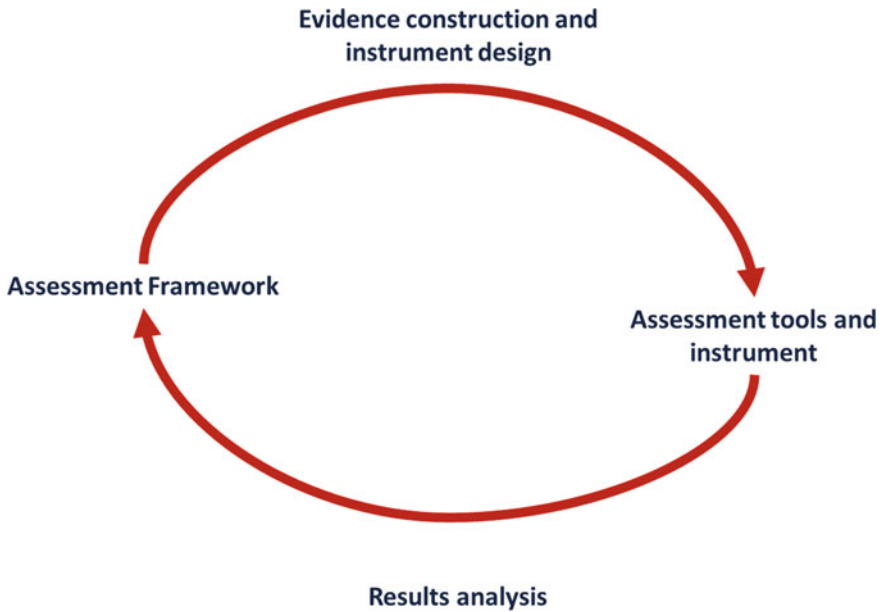 Evidence construction and
instrument design
Assessment Framework
Assessment tools and
instrument
Results analysis